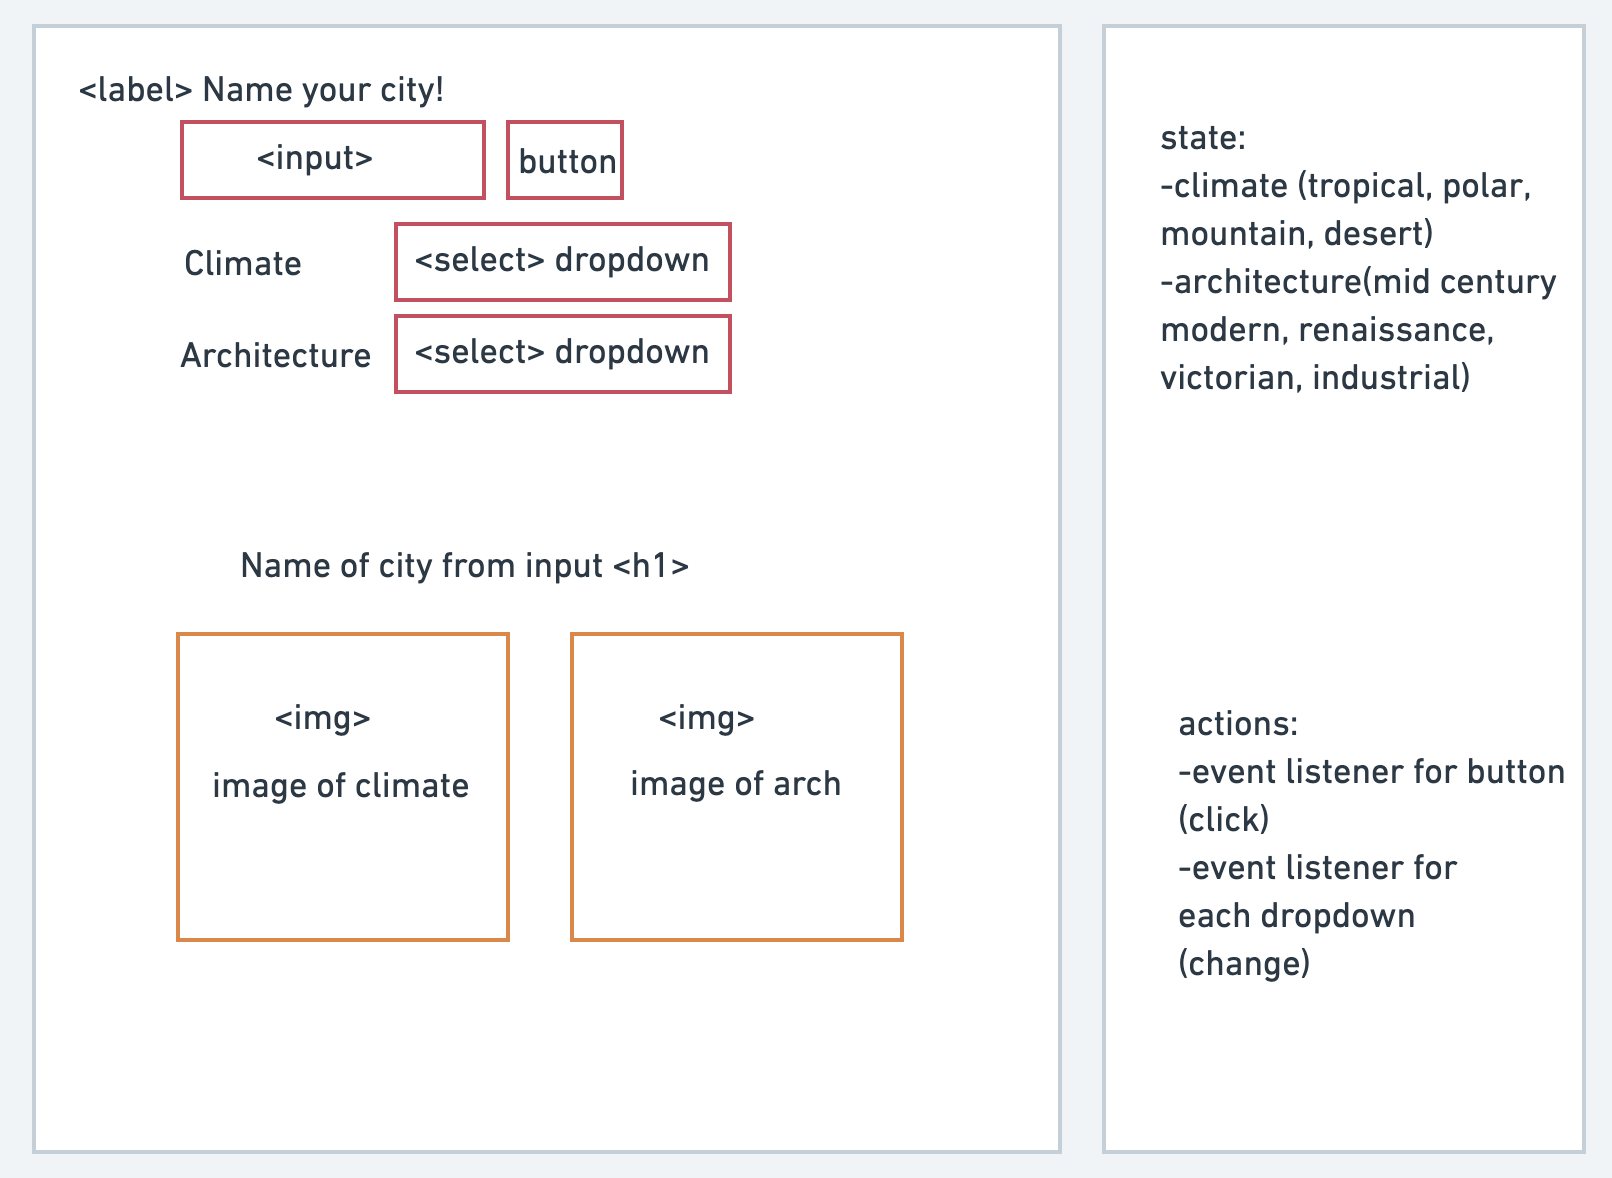 <label> Name your city!
<input>
button
Climate
<select> dropdown
Architecture
<select> dropdown
Name of city from input <h1>
<img>
image of climate
<img>
image of arch
state:
-climate (tropical, polar,
mountain, desert)
-architecture(mid century
modern, renaissance,
victorian, industrial)
actions:
-event listener for button
(click)
-event listener for
each dropdown
(change)